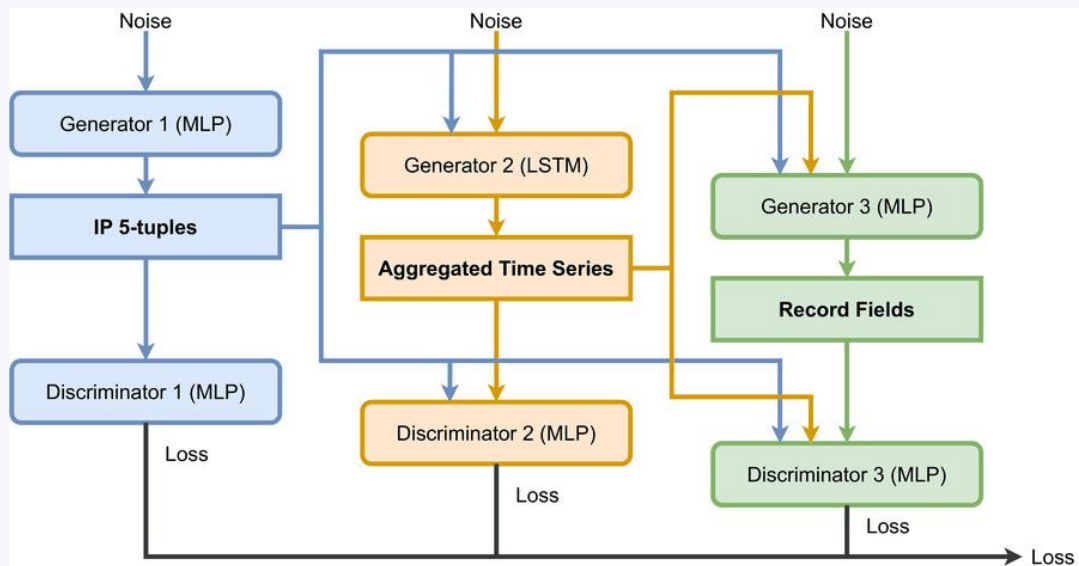 Noise
Noise
Noise
Generator 1 (MLP)
Generator 2 (LSTM)
Generator 3 (MLP)
IP 5-tuples
Aggregated Time Series
Record Fields
Discriminator 1 (MLP)
Discriminator 2 (MLP)
Discriminator 3 (MLP)
Loss
Loss
Loss
Loss